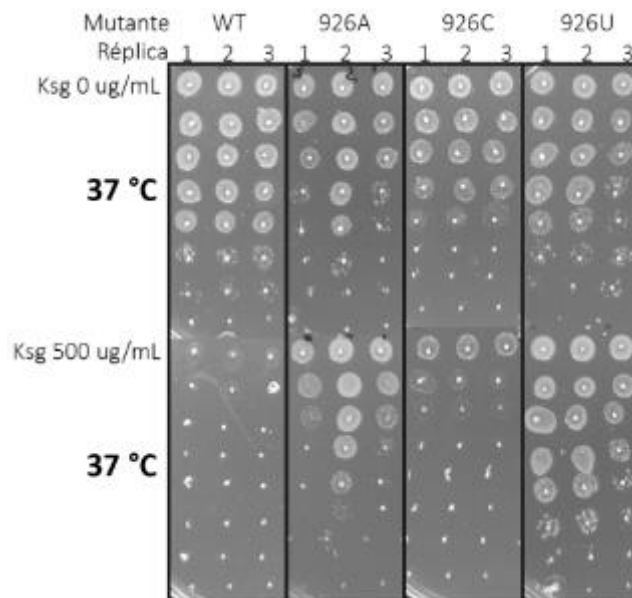 Mutante WT 926A 926C 926U
Réplica 1 2 3 1 2 3 1 2 3 1 2 3
Ksg 0 ug/mL
37 °C
Ksg 500 ug/mL
37 °C